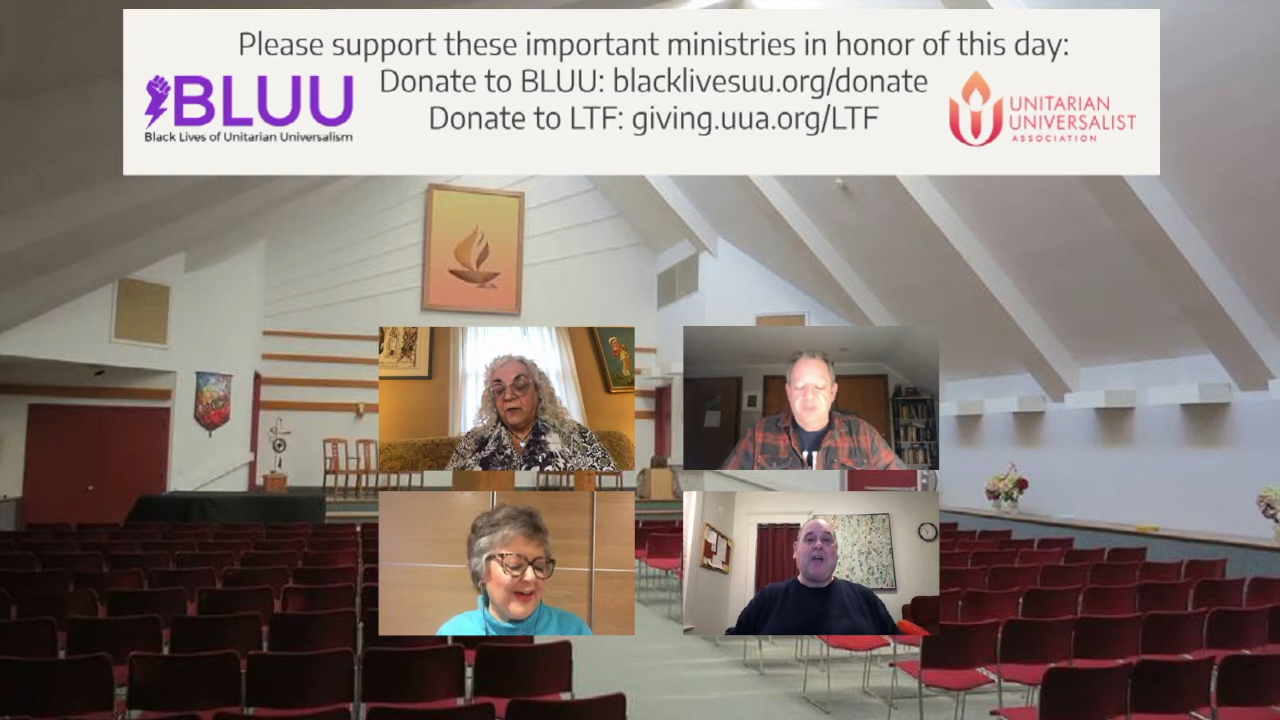 Please support these important ministries in honor of this day:
Donate to BLUU: blacklivesuu.org/donate
Donate to LTF: giving.uua.org/LTF
BLUU
Black Lives of Unitarian Universalism
UNITARIAN
UNIVERSALIST
ASSOCIATION